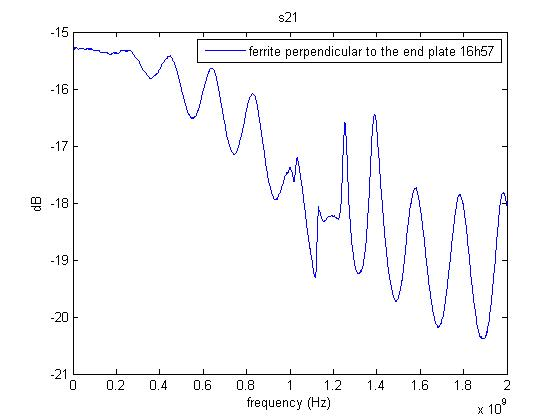 s21
ferrite perpendicular to the end plate 16h57
-15
-16
-17
-18
-19
-20
-21
dB
0 0.2 0.4 0.6 0.8 1 1.2 1.4 1.6 1.8 2
frequency (Hz)
x 10^9